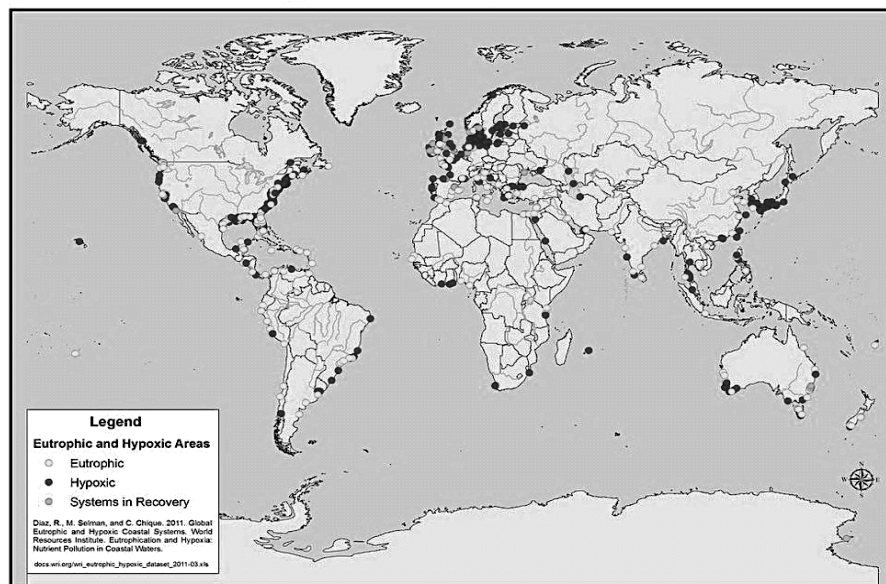 Legend
Eutrophic and Hypoxic Areas
Eutrophic
Hypoxic
Systems in Recovery
Diaz, R., M. Selman, and C. Chique. 2011. Global
Eutrophic and Hypoxic Coastal Systems. World
Resources Institute. Eutrophication and Hypoxia:
Nutrient Pollution in Coastal Waters.
docs.wri.org/wri_eutrophic_hypoxic_dataset_2011-03.xls
N
W
E
S